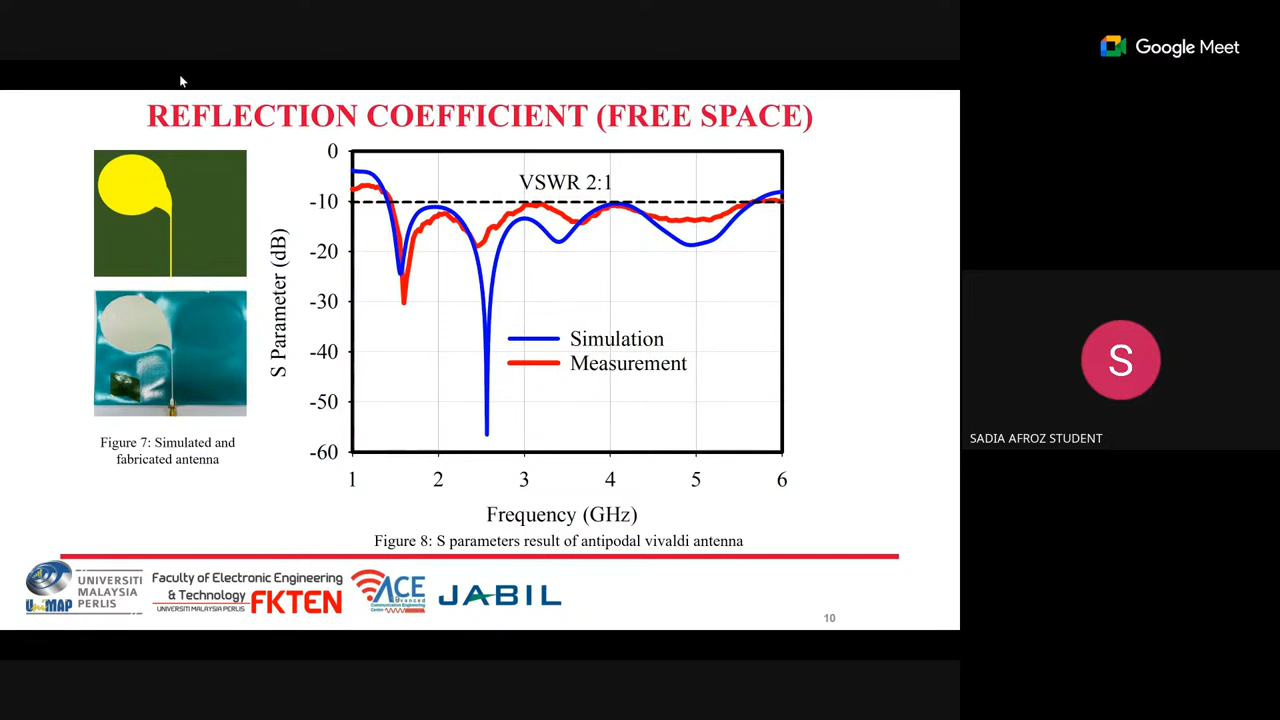 Google Meet
REFLECTION COEFFICIENT (FREE SPACE)
0
-10
-20
-30
-40
-50
-60
S Parameter (dB)
VSWR 2:1
Simulation
Measurement
1 2 3 4 5 6
Frequency (GHz)
Figure 7: Simulated and
fabricated antenna
Figure 8: S parameters result of antipodal vivaldi antenna
S
SADIA AFROZ STUDENT
UniMAP
UNIVERSITI
MALAYSIA
PERLIS
Faculty of Electronic Engineering
& Technology
UNIVERSITI MALAYSIA PERLIS
FKTEN
ACE
Advanced
Communication Engineering
Center
JABIL
10